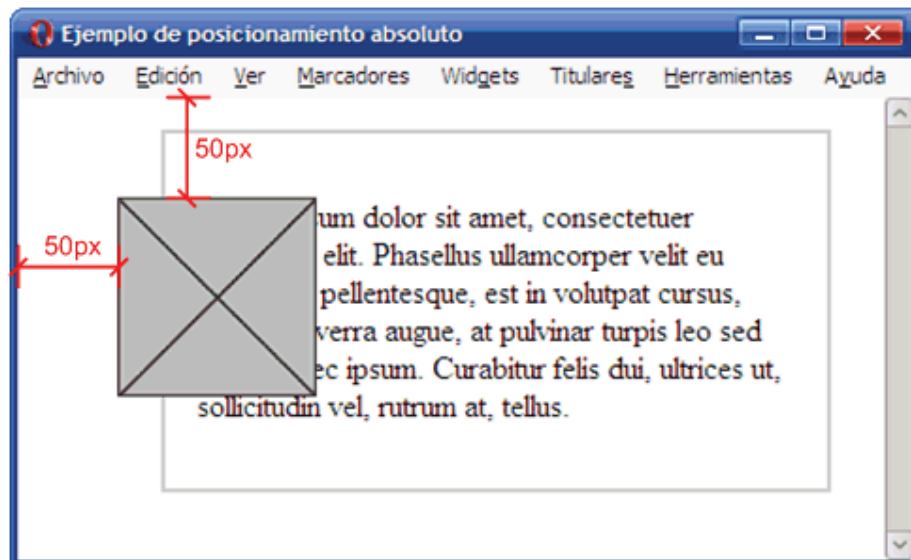 Ejemplo de posicionamiento absoluto
Archivo Edición Ver Marcadores Widgets Titulares Herramientas Ayuda
50px
50px
sum dolor sit amet, consectetuer
elit. Phasellus ullamcorper velit eu
pellentesque, est in volutpat cursus,
verra augue, at pulvinar turpis leo sed
ec ipsum. Curabitur felis dui, ultrices ut,
sollicitudin vel, rutrum at, tellus.